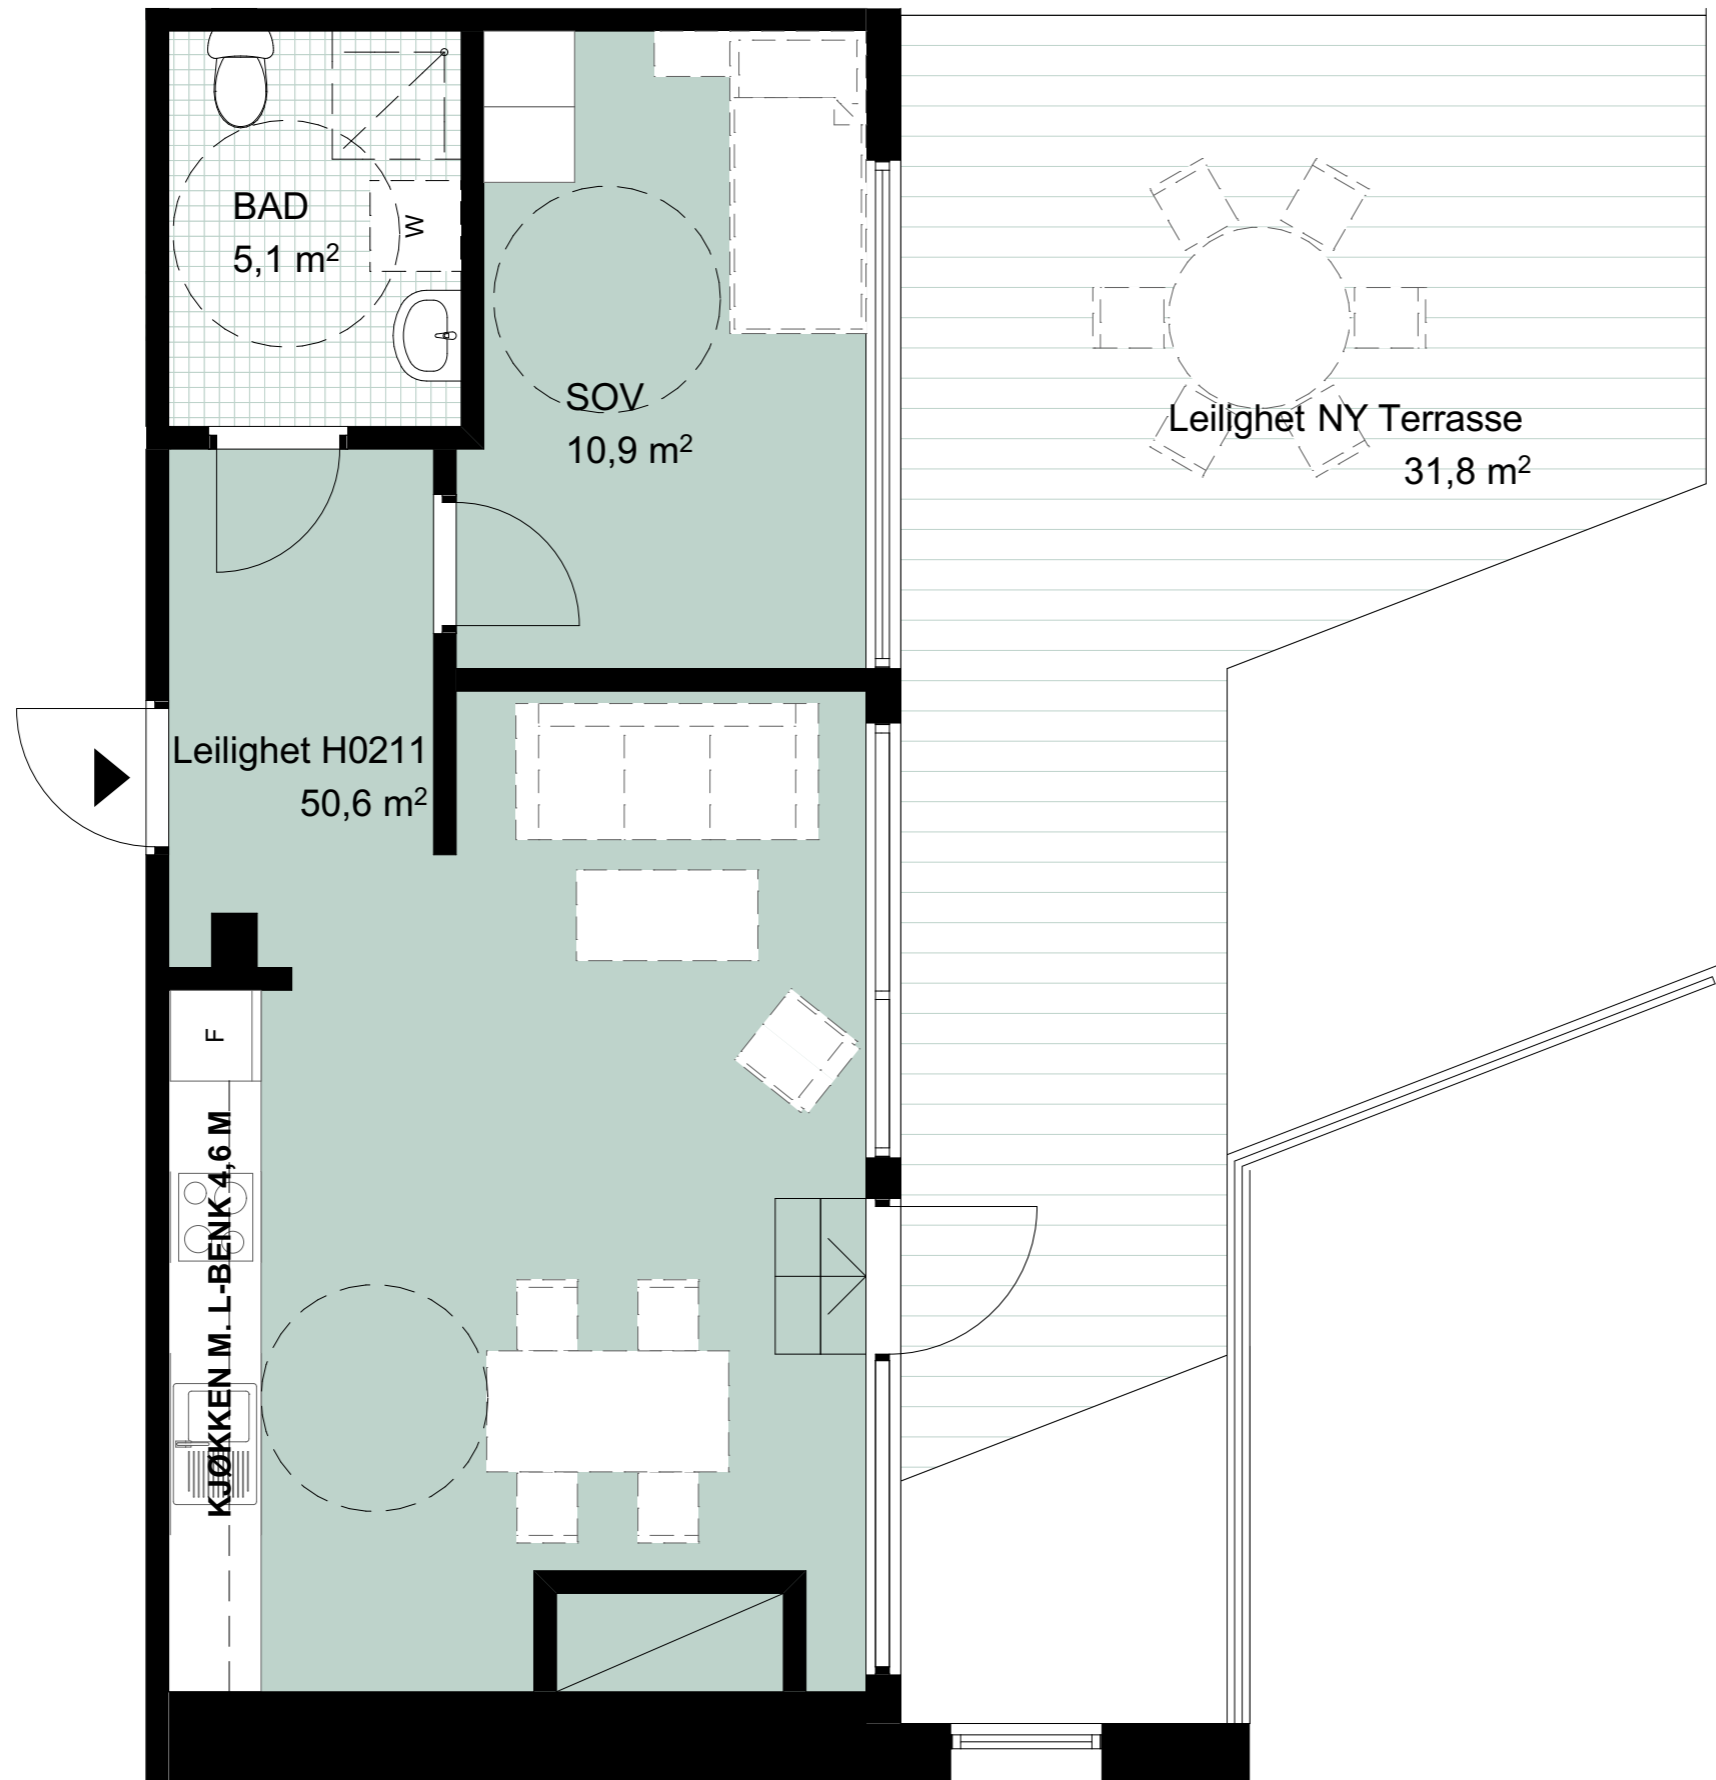 BAD
5,1 m²
W
SOV
10,9 m²
Leilighet NY Terrasse
31,8 m²
Leilighet H0211
50,6 m²
F
KJØKKEN M. L-BENK 4,6 M